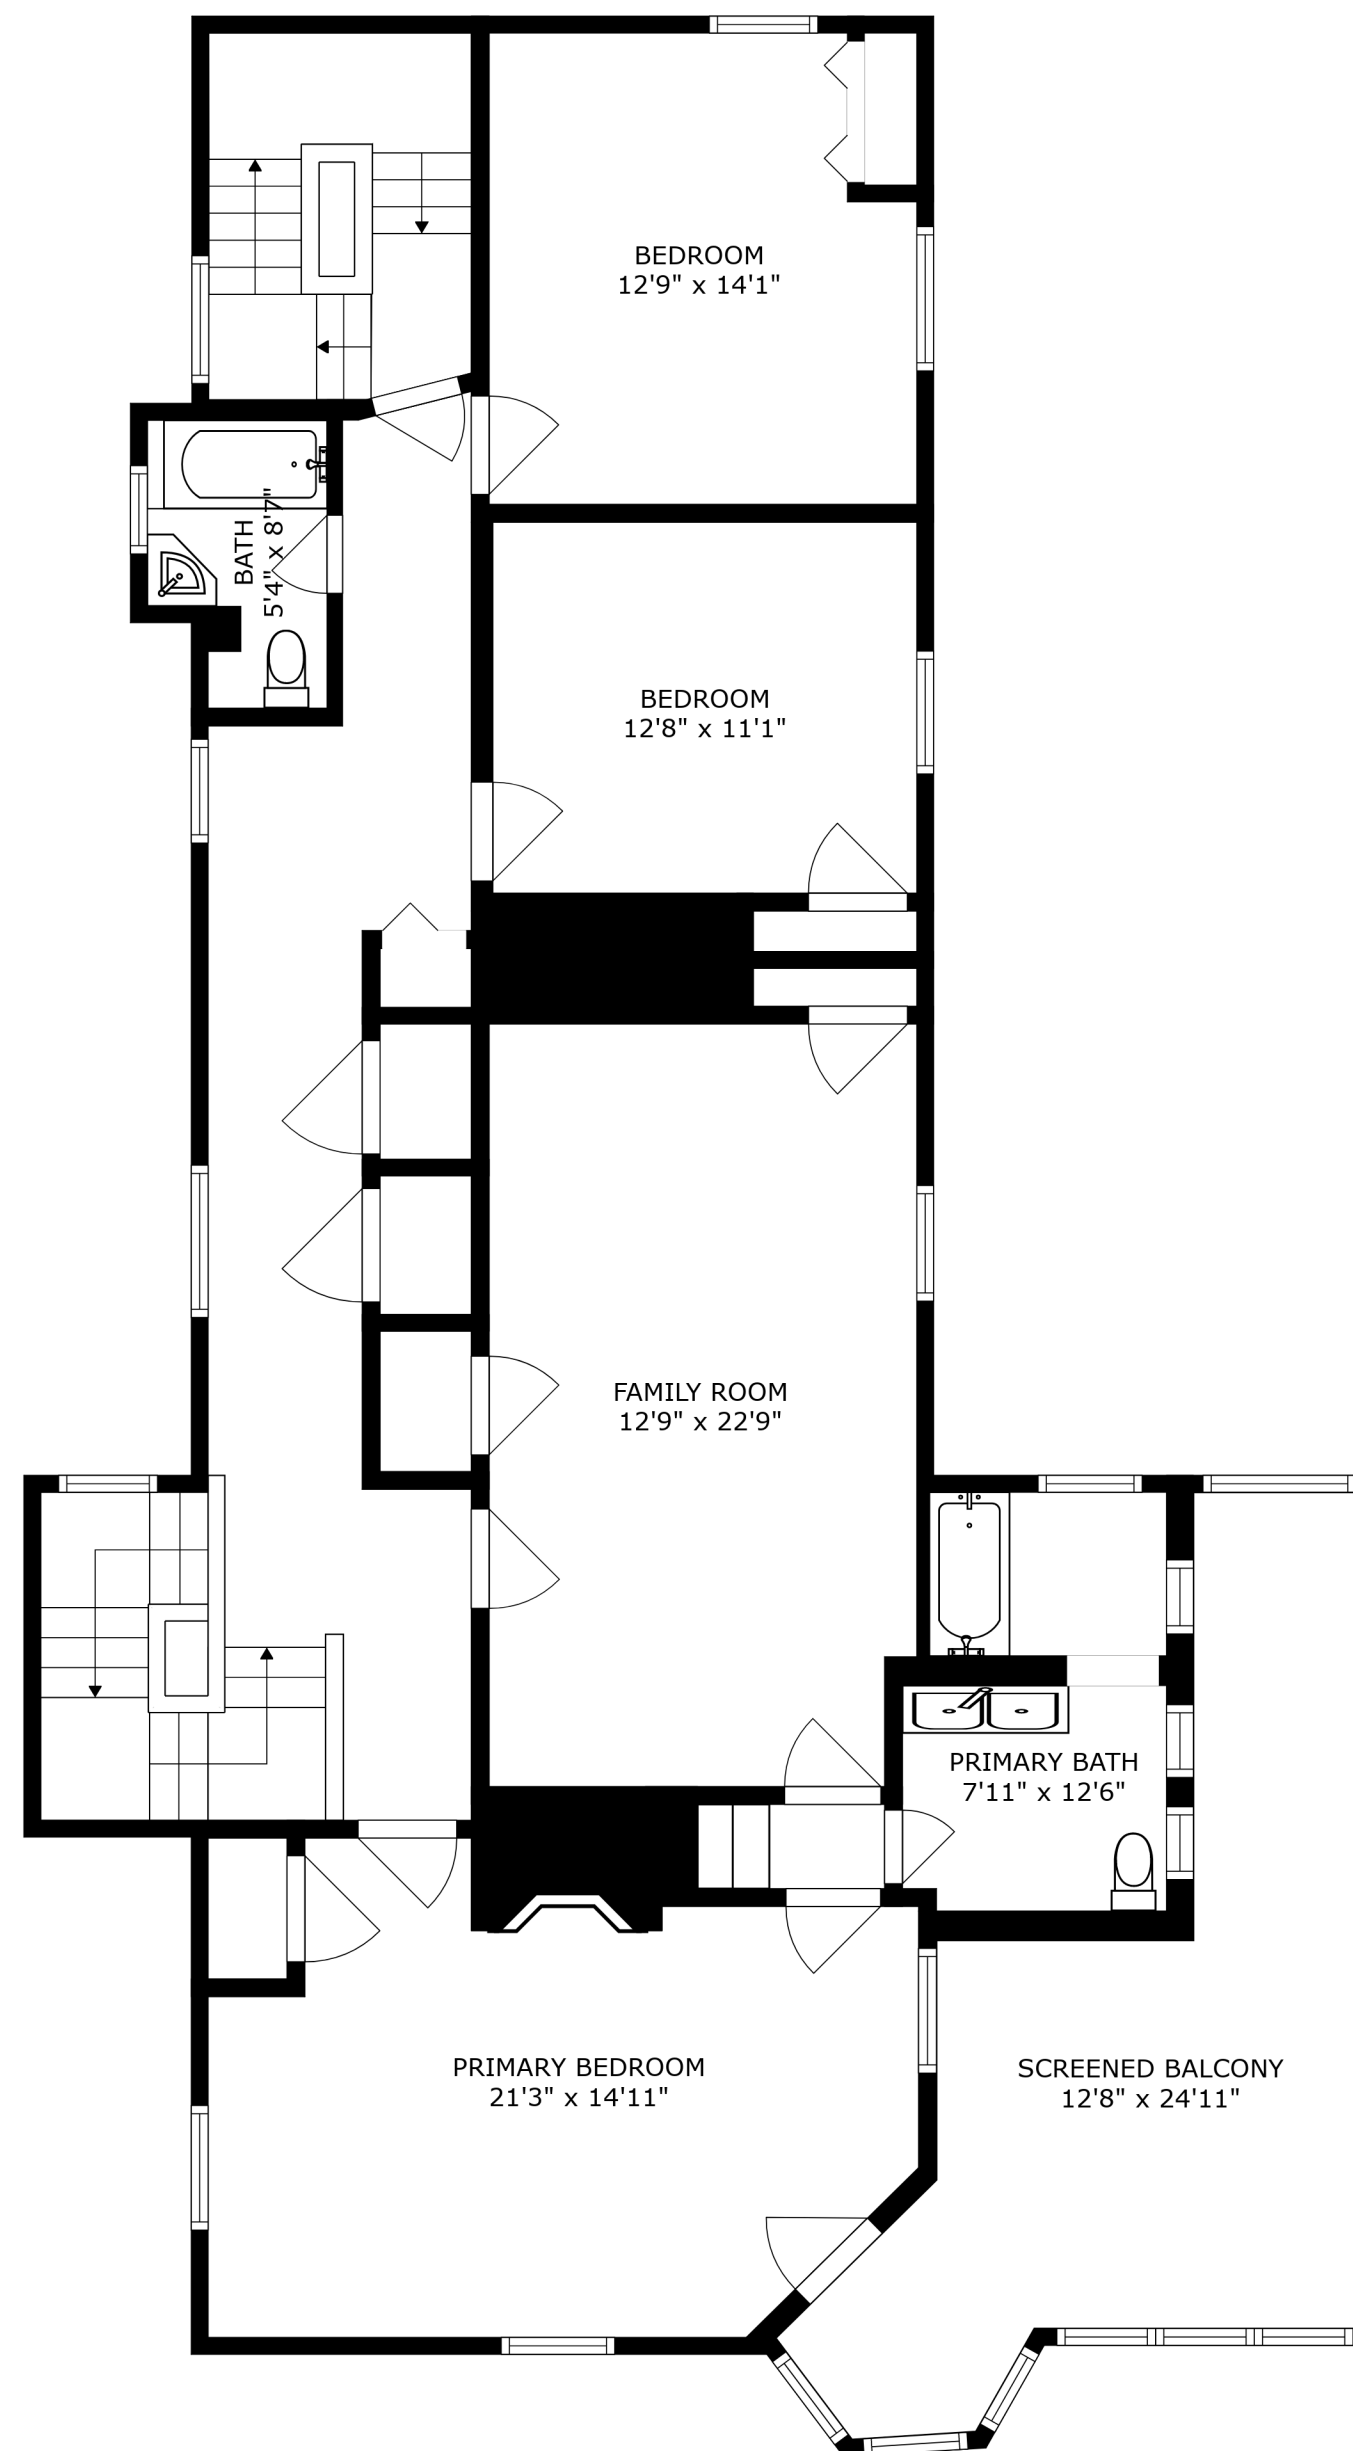 BEDROOM
12'9" x 14'1"
BATH
5'4" x 8'7"
BEDROOM
12'8" x 11'1"
FAMILY ROOM
12'9" x 22'9"
PRIMARY BATH
7'11" x 12'6"
PRIMARY BEDROOM
21'3" x 14'11"
SCREENED BALCONY
12'8" x 24'11"